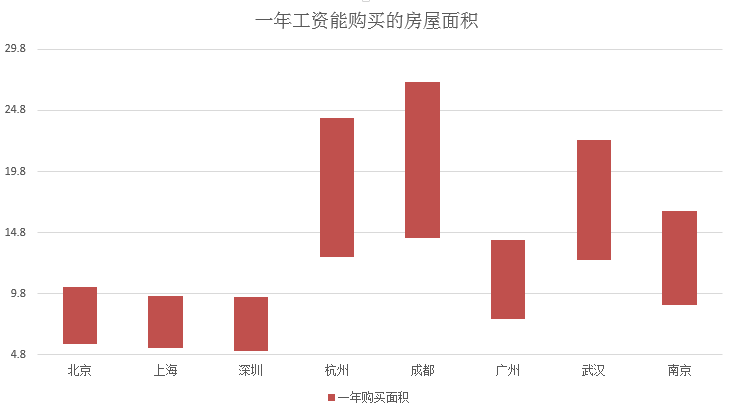 一年工资能购买的房屋面积
29.8
24.8
19.8
14.8
9.8
4.8
北京 上海 深圳 杭州 成都 广州 武汉 南京
一年购买面积